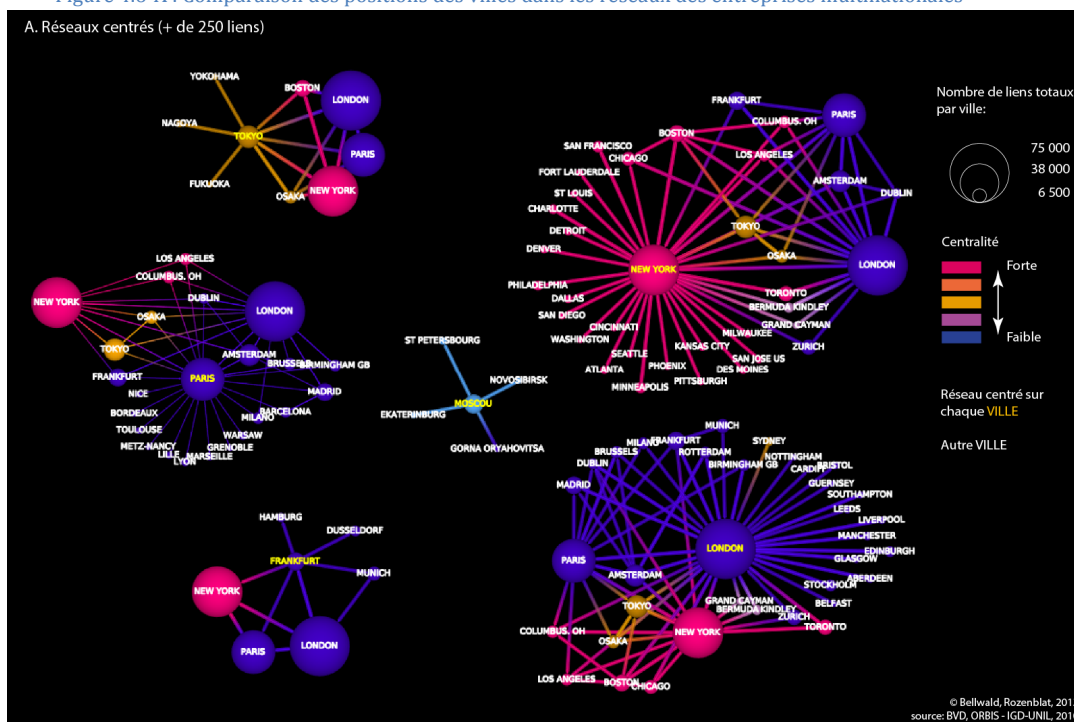 A. Réseaux centrés (+ de 250 liens)
YOKOHAMA
BOSTON
LONDON
NAGOYA
TOKYO
PARIS
FUKUOKA
OSAKA
NEW YORK
FRANKFURT
PARIS
COLUMBUS. OH
BOSTON
SAN FRANCISCO
CHICAGO
LOS ANGELES
FORT LAUDERDALE
AMSTERDAM
ST LOUIS
DUBLIN
CHARLOTTE
TOKYO
DETROIT
DENVER
OSAKA
NEW YORK
LONDON
PHILADELPHIA
TORONTO
DALLAS
BERMUDA KINDLEY
SAN DIEGO
GRAND CAYMAN
CINCINNATI
MILWAUKEE
WASHINGTON
KANSAS CITY
ZURICH
SEATTLE
SAN JOSE US
ATLANTA
PHOENIX
DES MOINES
MINNEAPOLIS
PITTSBURGH
Nombre de liens totaux
par ville:
75 000
38 000
6 500
Centralité
Forte
Faible
Réseau centré sur
chaque VILLE
Autre VILLE
LOS ANGELES
COLUMBUS. OH
NEW YORK
DUBLIN
LONDON
OSAKA
TOKYO
AMSTERDAM
BRUSSELS
BIRMINGHAM GB
FRANKFURT
PARIS
NICE
MADRID
BORDEAUX
BARCELONA
TOULOUSE
MILANO
METZ-NANCY
WARSAW
LILLE
GRENOBLE
LYON
MARSEILLE
ST PETERSBOURG
NOVOSIBIRSK
MOSCOU
EKATERINBURG
GORNA ORYAHOVITSA
HAMBURG
DUSSELDORF
FRANKFURT
MUNICH
NEW YORK
PARIS
LONDON
MUNICH
SYDNEY
MILANO
FRANKFURT
BRUSSELS
ROTTERDAM
NOTTINGHAM
DUBLIN
BIRMINGHAM GB
CARDIFF
BRISTOL
MADRID
GUERNSEY
SOUTHAMPTON
LEEDS
LIVERPOOL
MANCHESTER
LONDON
EDINBURGH
PARIS
GLASGOW
AMSTERDAM
ABERDEEN
STOCKHOLM
TOKYO
GRAND CAYMAN
BELFAST
BERMUDA KINDLEY
ZURICH
COLUMBUS. OH
NEW YORK
TORONTO
OSAKA
LOS ANGELES
BOSTON
CHICAGO
© Bellwald, Rozenblat, 201
source: BVD, ORBIS - IGD-UNIL, 201